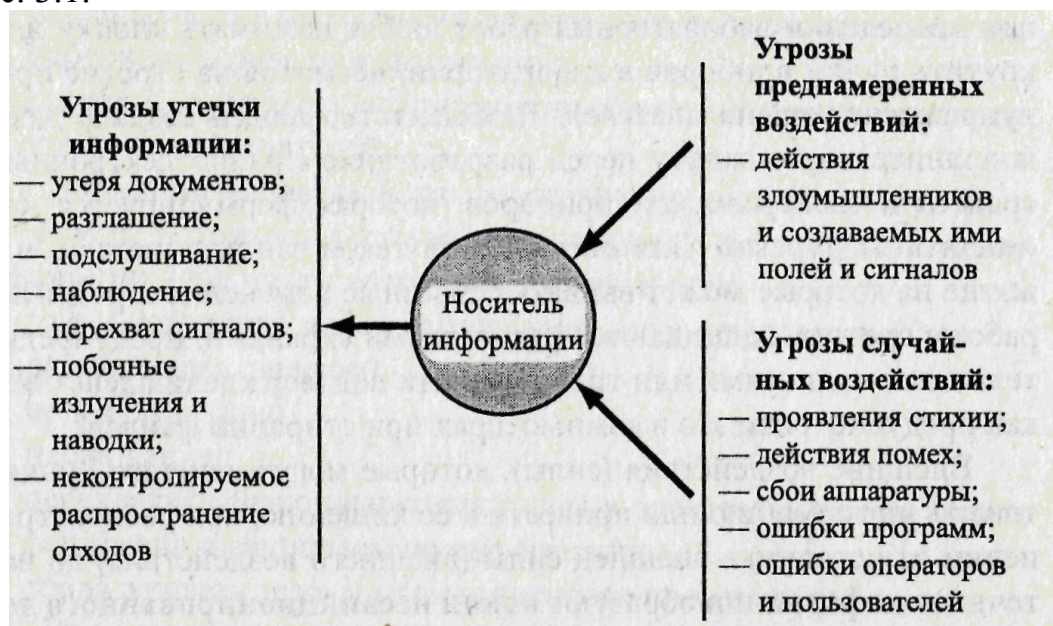 с. 5.1.
Угрозы утечки
информации:
— утеря документов;
— разглашение;
— подслушивание;
— наблюдение;
— перехват сигналов;
— побочные
излучения и
наводки;
— неконтролируемое
распространение
отходов
Носитель
информации
Угрозы
преднамеренных
воздействий:
— действия
злоумышленников
и создаваемых ими
полей и сигналов
Угрозы случай-
ных воздействий:
— проявления стихии;
— действия помех;
— сбои аппаратуры;
— ошибки программ;
— ошибки операторов
и пользователей